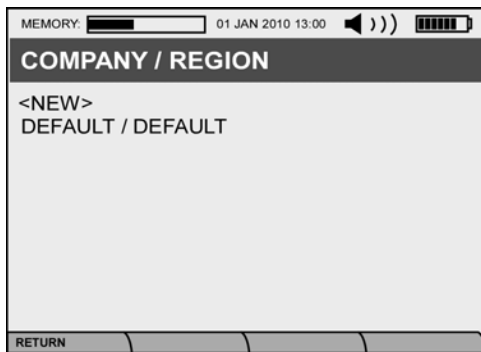 MEMORY: 01 JAN 2010 13:00
COMPANY / REGION
<NEW>
DEFAULT / DEFAULT
RETURN